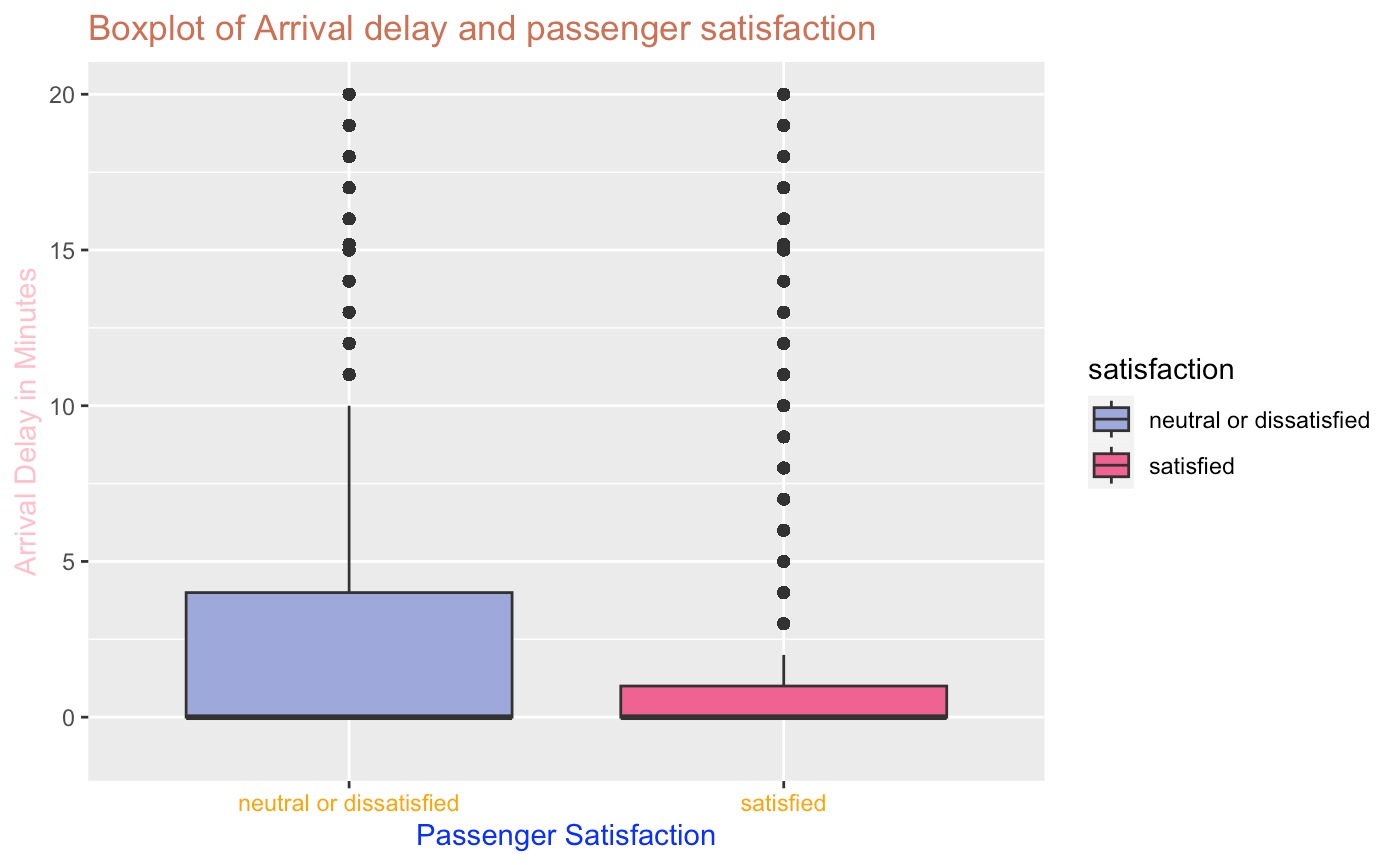 Boxplot of Arrival delay and passenger satisfaction
Arrival Delay in Minutes
20
15
10
5
0
neutral or dissatisfied
satisfied
Passenger Satisfaction
satisfaction
neutral or dissatisfied
satisfied